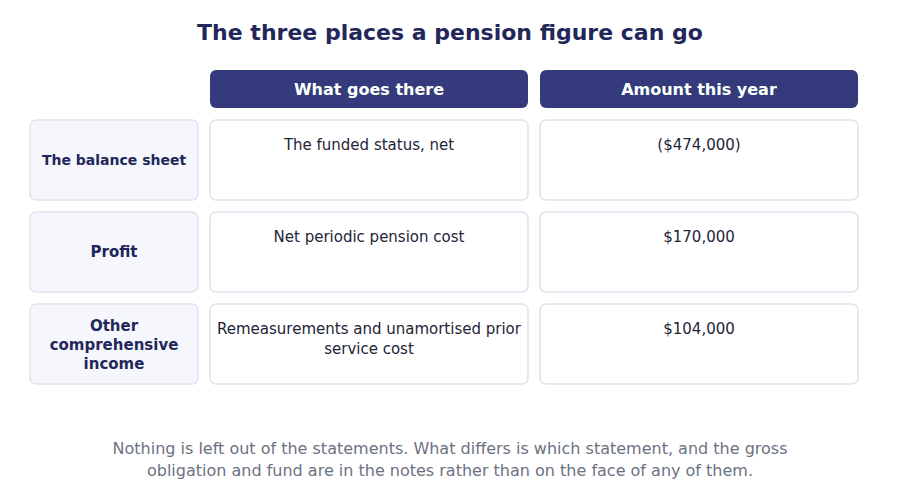 The three places a pension figure can go
What goes there
Amount this year
The balance sheet
The funded status, net
($474,000)
Profit
Net periodic pension cost
$170,000
Other
comprehensive
income
Remeasurements and unamortised prior
service cost
$104,000
Nothing is left out of the statements. What differs is which statement, and the gross
obligation and fund are in the notes rather than on the face of any of them.